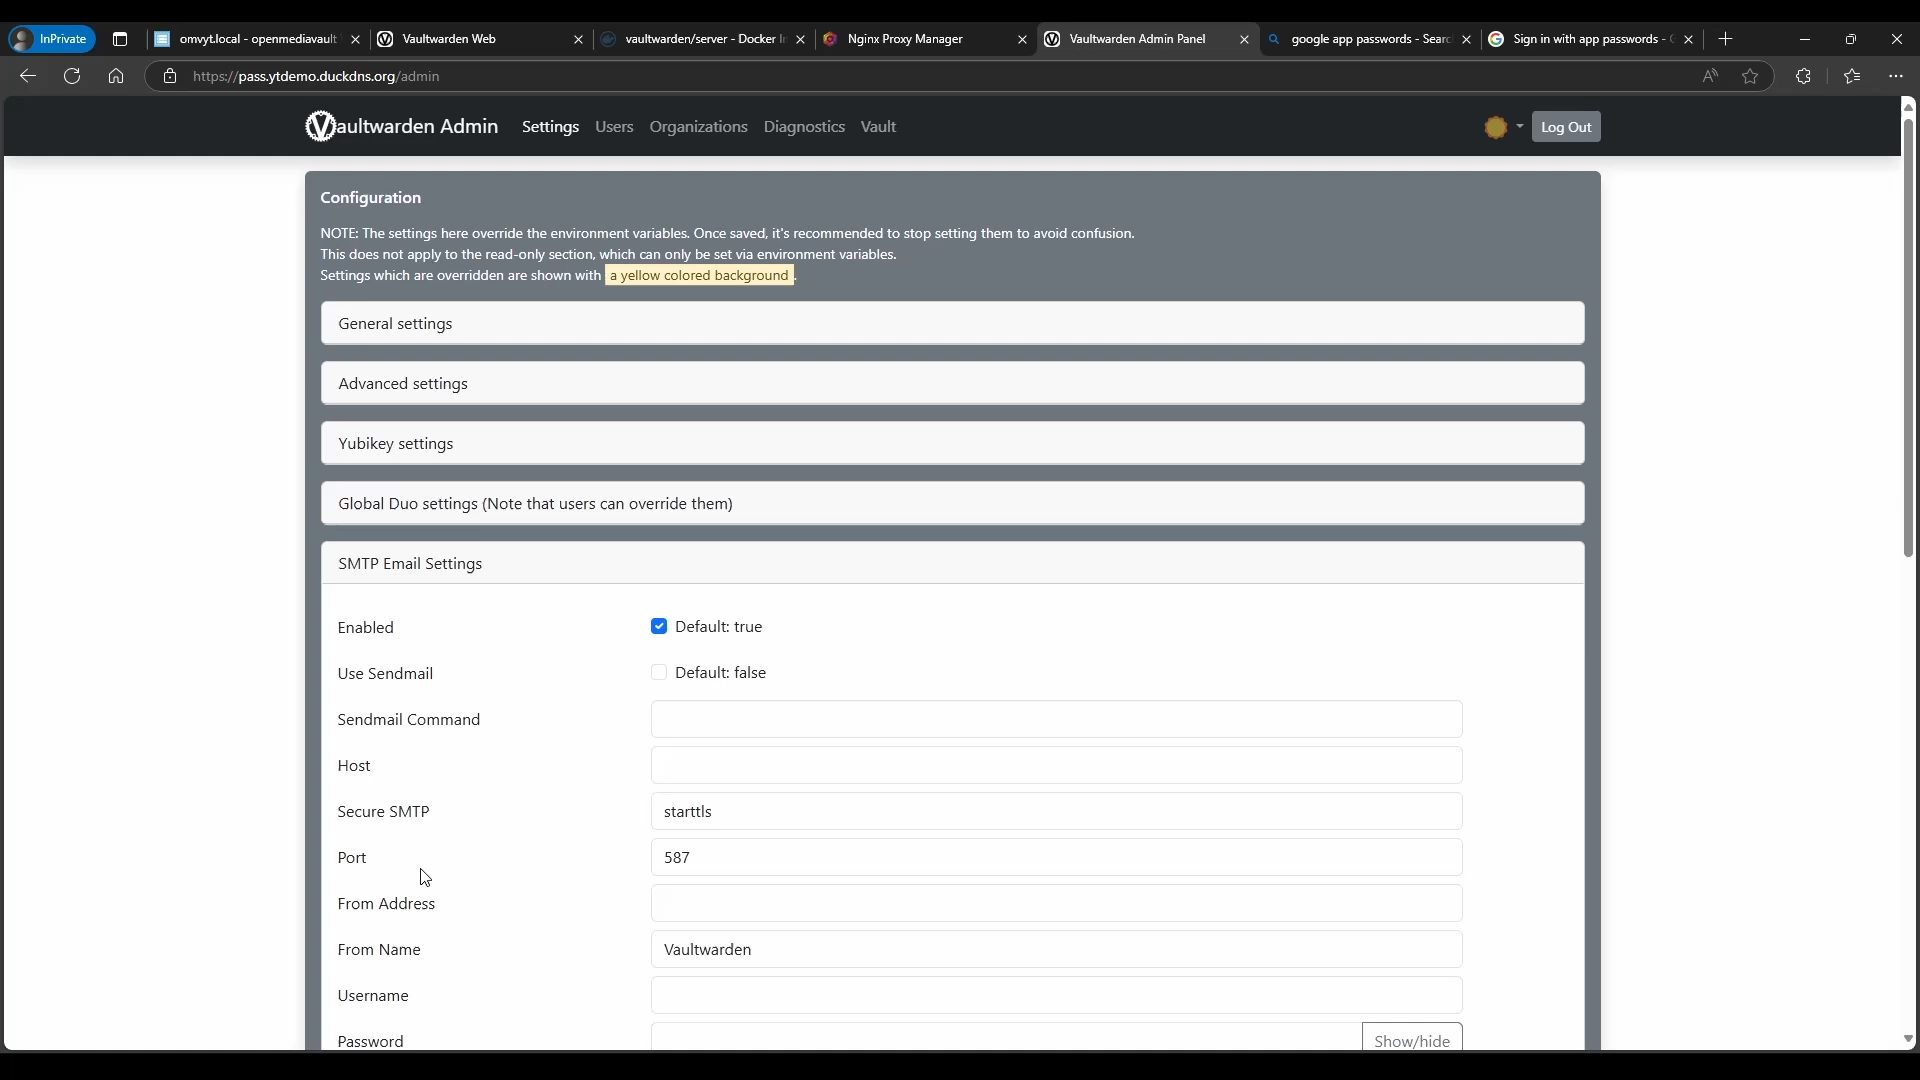 InPrivate
omvyt.local - openmediavault
Vaultwarden Web
vaultwarden/server - Docker I
Nginx Proxy Manager
Vaultwarden Admin Panel
google app passwords - Searc
Sign in with app passwords -
https://pass.ytdemo.duckdns.org/admin
Vaultwarden Admin
Settings
Users
Organizations
Diagnostics
Vault
Log Out
Configuration
NOTE: The settings here override the environment variables. Once saved, it's recommended to stop setting them to avoid confusion.
This does not apply to the read-only section, which can only be set via environment variables.
Settings which are overridden are shown with a yellow colored background.
General settings
Advanced settings
Yubikey settings
Global Duo settings (Note that users can override them)
SMTP Email Settings
Enabled
Default: true
Use Sendmail
Default: false
Sendmail Command
Host
Secure SMTP
starttls
Port
587
From Address
From Name
Vaultwarden
Username
Password
Show/hide